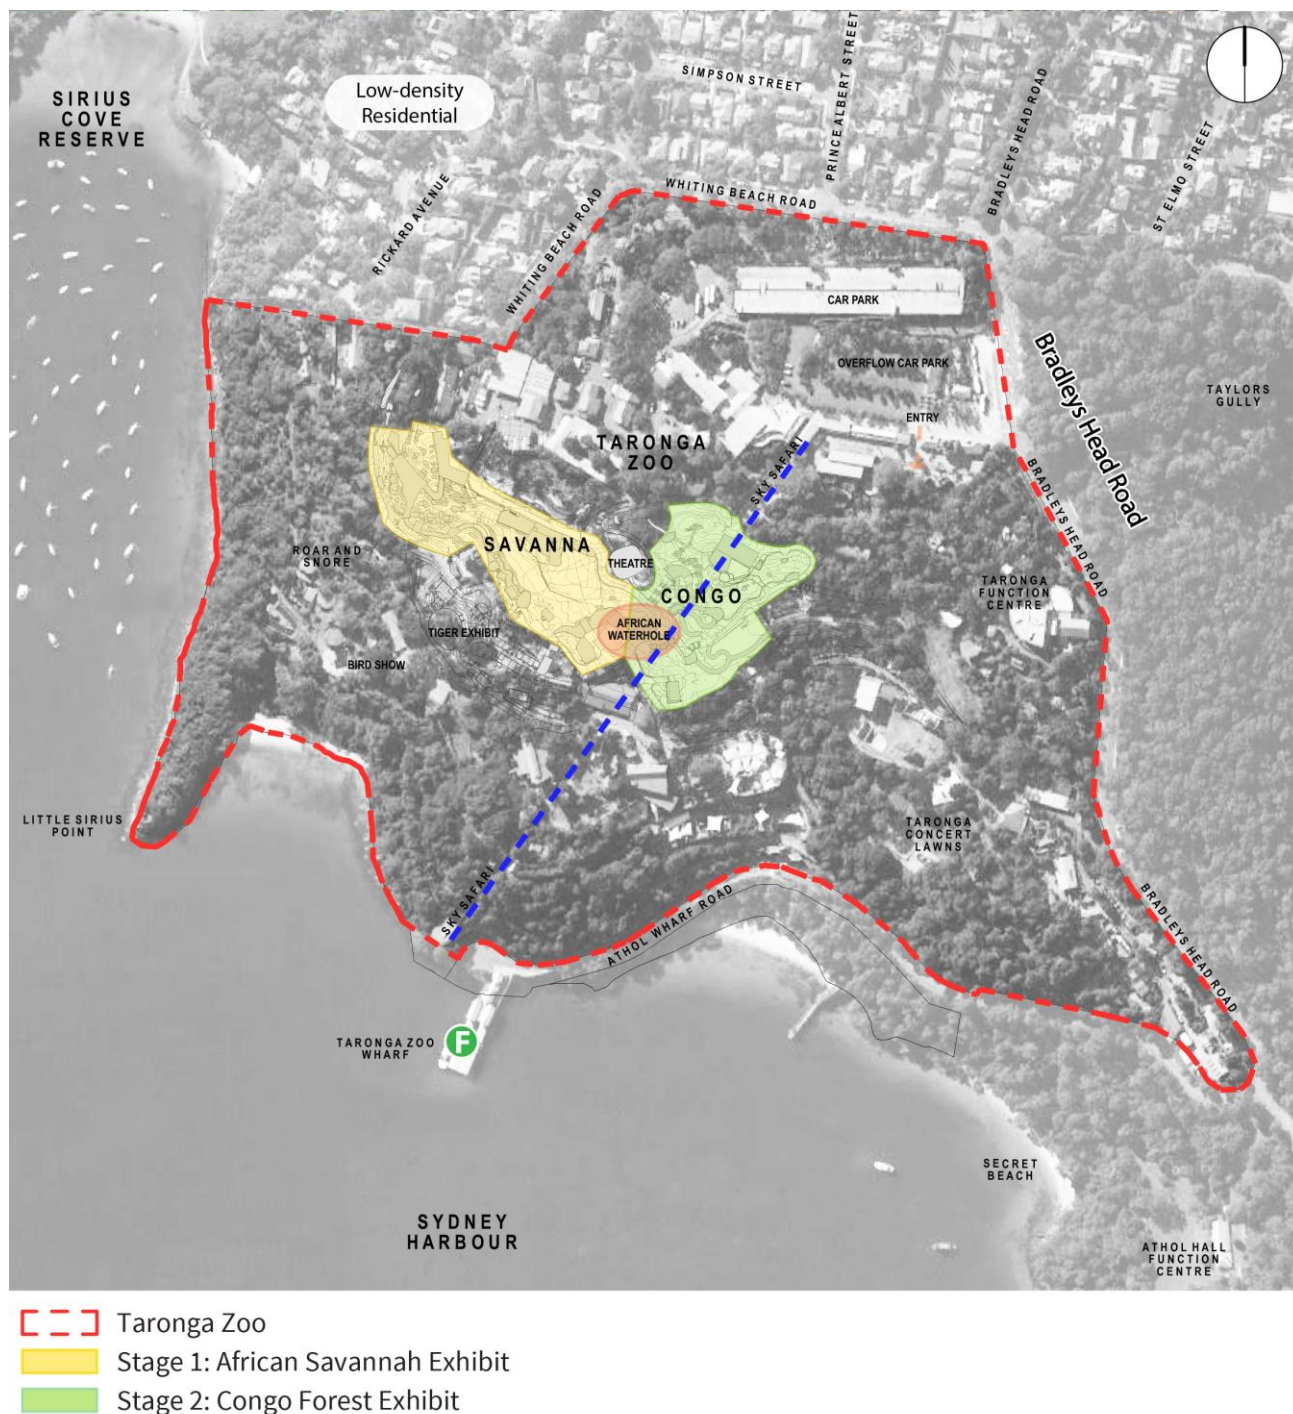 SIMPSON STREET
PRINCE ALBERT STREET
BRADLEYS HEAD ROAD
ST ELMO STREET
SIRIUS
COVE
RESERVE
Low-density
Residential
RICKARD AVENUE
WHITING BEACH ROAD
WHITING BEACH ROAD
CAR PARK
OVERFLOW CAR PARK
ENTRY
Bradleys Head Road
TAYLORS
GULLY
TARONGA
ZOO
SKY SAFARI
BRADLEYS HEAD ROAD
SAVANNA
ROAR AND
SNORE
THEATRE
CONGO
TARONGA
FUNCTION
CENTRE
AFRICAN
WATERHOLE
TIGER EXHIBIT
BIRD SHOW
LITTLE SIRIUS
POINT
TARONGA
CONCERT
LAWNS
SKY SAFARI
ATHOL WHARF ROAD
BRADLEYS HEAD ROAD
TARONGA ZOO
WHARF
F
SECRET
BEACH
SYDNEY
HARBOUR
ATHOL HALL
FUNCTION
CENTRE
Taronga Zoo
Stage 1: African Savannah Exhibit
Stage 2: Congo Forest Exhibit